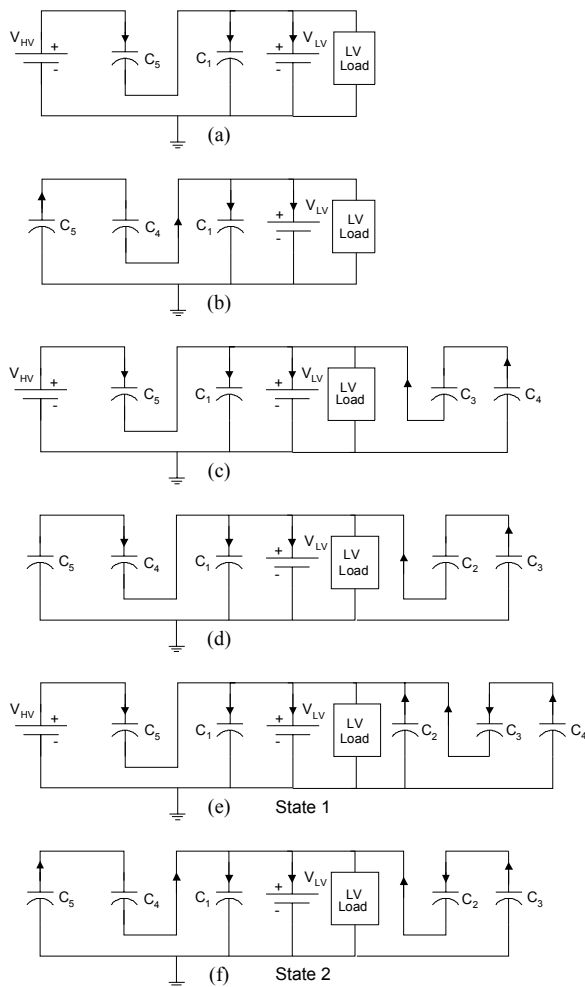 V_HV + - C_5 C_1 + - V_LV LV Load
(a)
C_5 C_4 C_1 + - V_LV LV Load
(b)
V_HV + - C_5 C_1 + - V_LV LV Load C_3 C_4
(c)
C_5 C_4 C_1 + - V_LV LV Load C_2 C_3
(d)
V_HV + - C_5 C_1 + - V_LV LV Load C_2 C_3 C_4
(e) State 1
C_5 C_4 C_1 + - V_LV LV Load C_2 C_3
(f) State 2